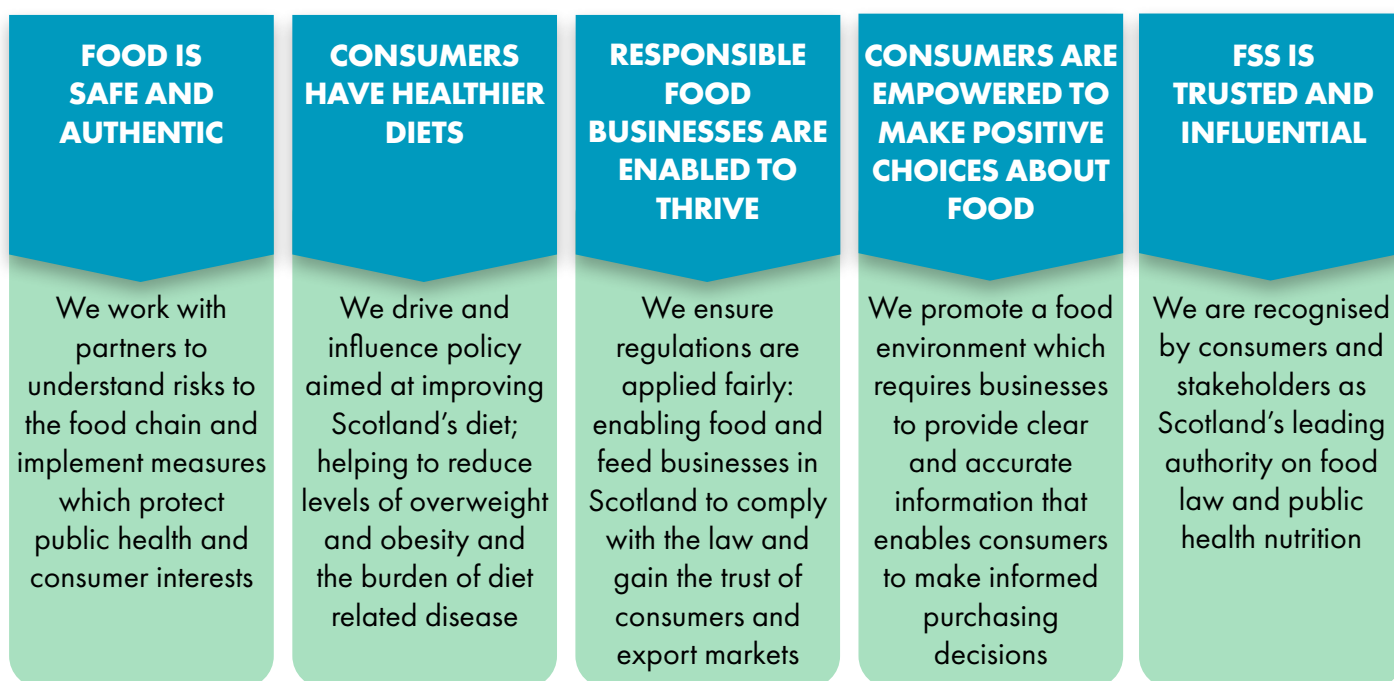 FOOD IS
SAFE AND
AUTHENTIC
We work with
partners to
understand risks to
the food chain and
implement measures
which protect
public health and
consumer interests
CONSUMERS
HAVE HEALTHIER
DIETS
We drive and
influence policy
aimed at improving
Scotland’s diet;
helping to reduce
levels of overweight
and obesity and
the burden of diet
related disease
RESPONSIBLE
FOOD
BUSINESSES ARE
ENABLED TO
THRIVE
We ensure
regulations are
applied fairly:
enabling food and
feed businesses in
Scotland to comply
with the law and
gain the trust of
consumers and
export markets
CONSUMERS ARE
EMPOWERED TO
MAKE POSITIVE
CHOICES ABOUT
FOOD
We promote a food
environment which
requires businesses
to provide clear
and accurate
information that
enables consumers
to make informed
purchasing
decisions
FSS IS
TRUSTED AND
INFLUENTIAL
We are recognised
by consumers and
stakeholders as
Scotland’s leading
authority on food
law and public
health nutrition